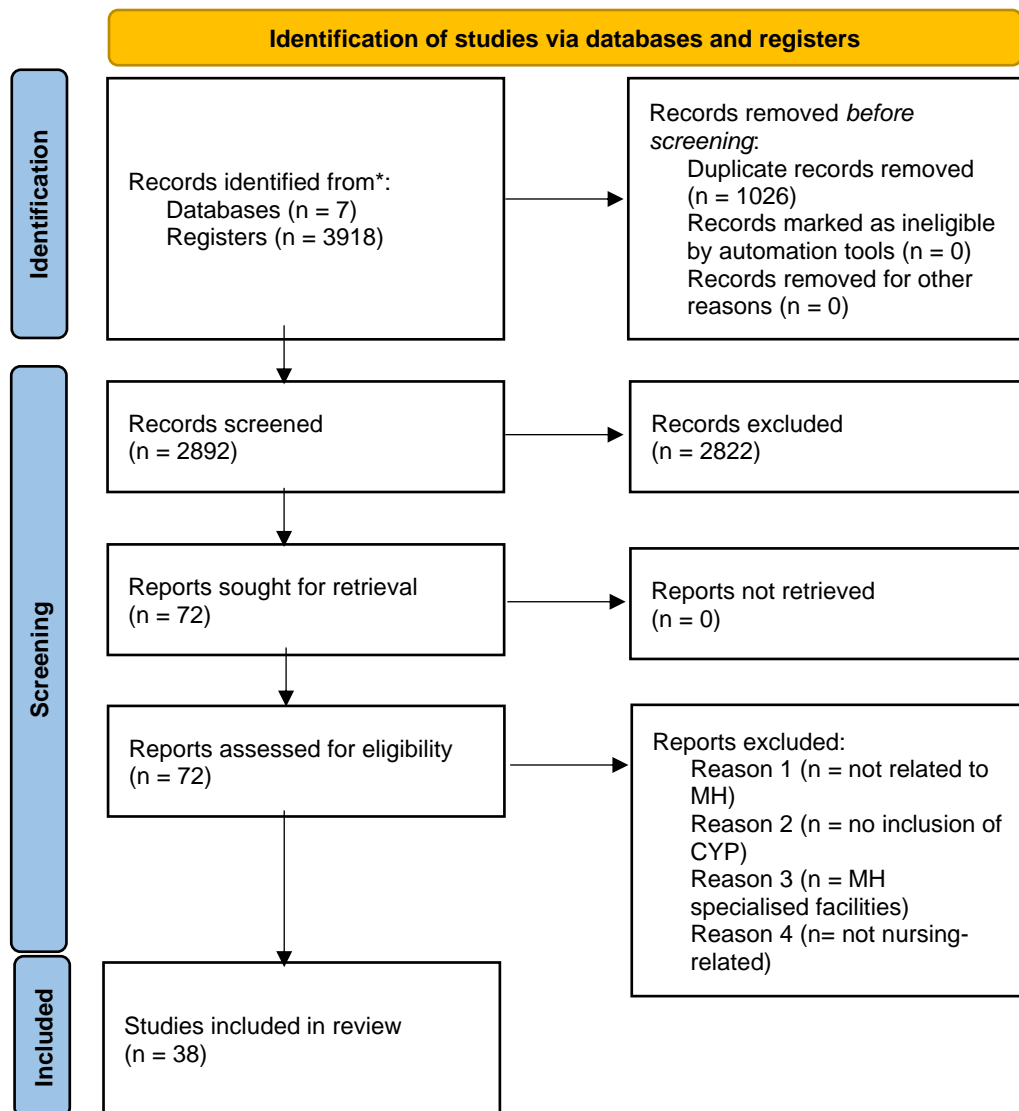 Identification of studies via databases and registers
Identification
Records identified from*:
Databases (n = 7)
Registers (n = 3918)
Records removed before
screening:
Duplicate records removed
(n = 1026)
Records marked as ineligible
by automation tools (n = 0)
Records removed for other
reasons (n = 0)
Screening
Records screened
(n = 2892)
Records excluded
(n = 2822)
Reports sought for retrieval
(n = 72)
Reports not retrieved
(n = 0)
Reports assessed for eligibility
(n = 72)
Reports excluded:
Reason 1 (n = not related to
MH)
Reason 2 (n = no inclusion of
CYP)
Reason 3 (n = MH
specialised facilities)
Reason 4 (n= not nursing-
related)
Included
Studies included in review
(n = 38)